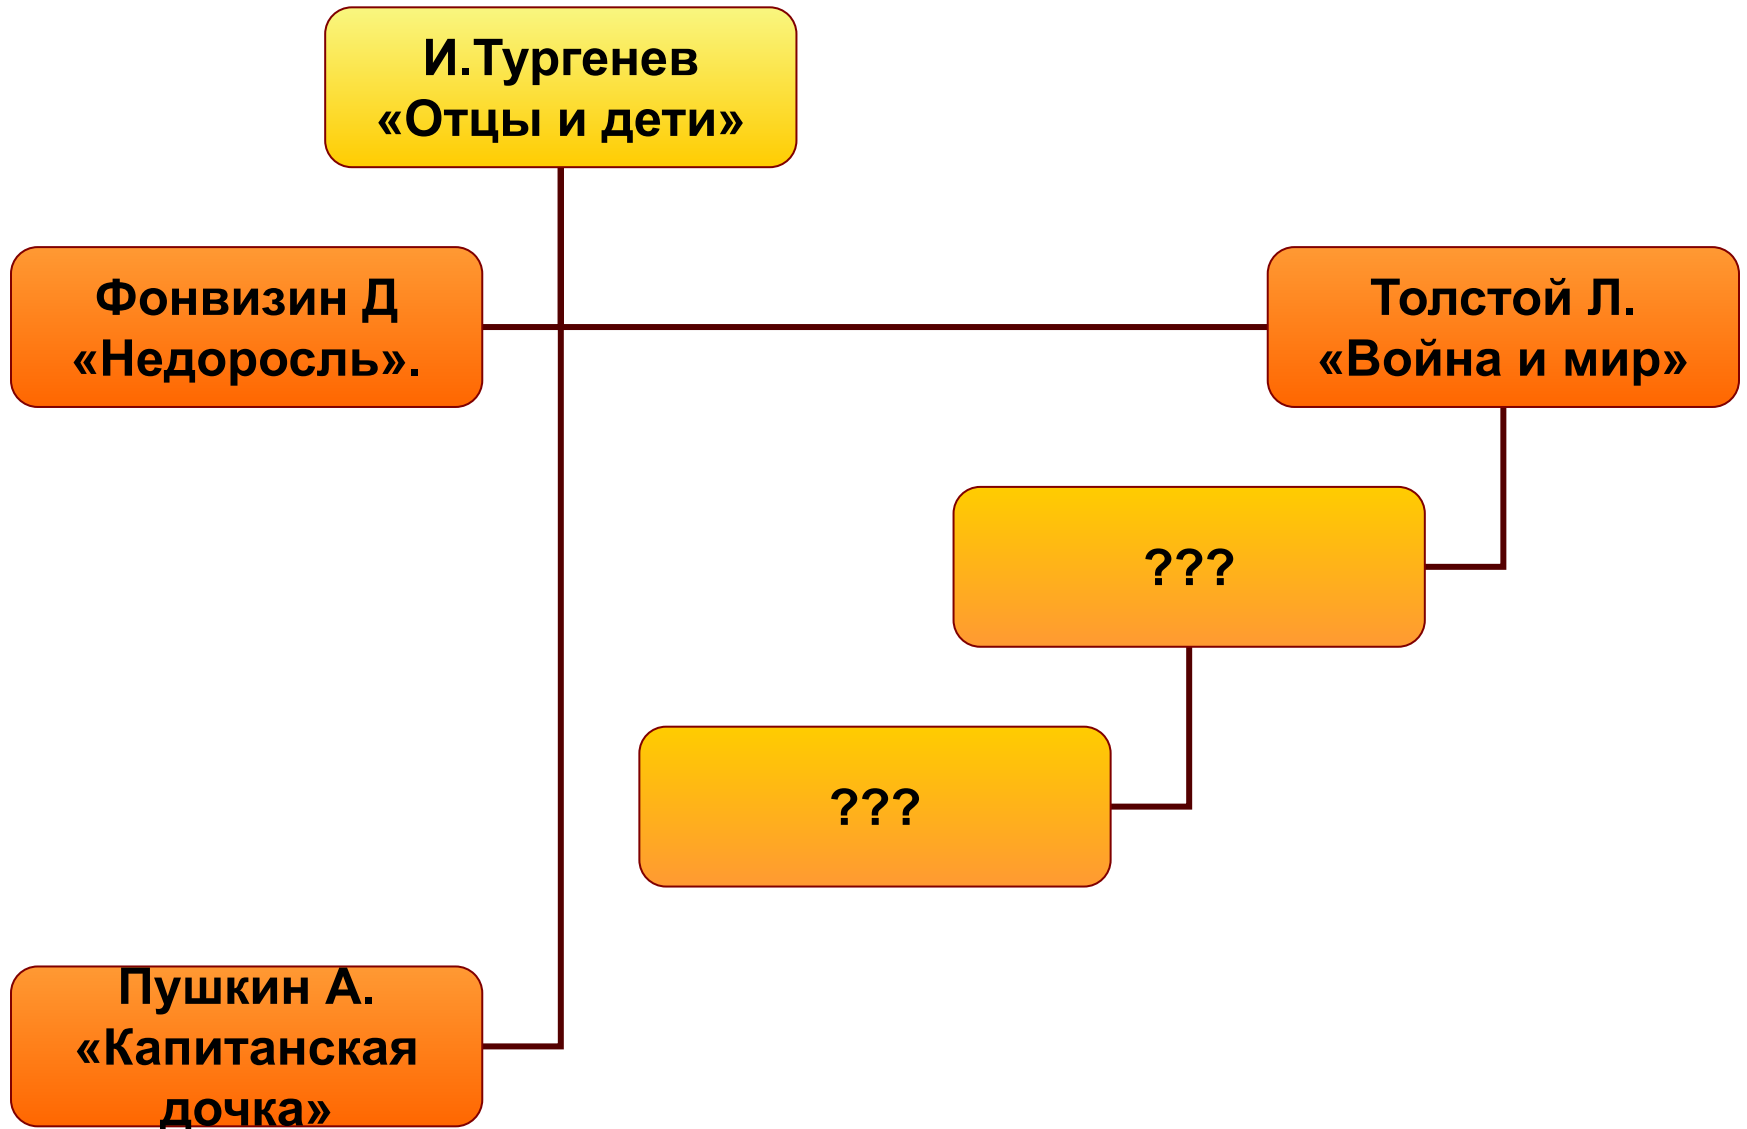 И.Тургенев
«Отцы и дети»
Фонвизин Д
«Недоросль».
Толстой Л.
«Война и мир»
???
???
Пушкин А.
«Капитанская
дочка»